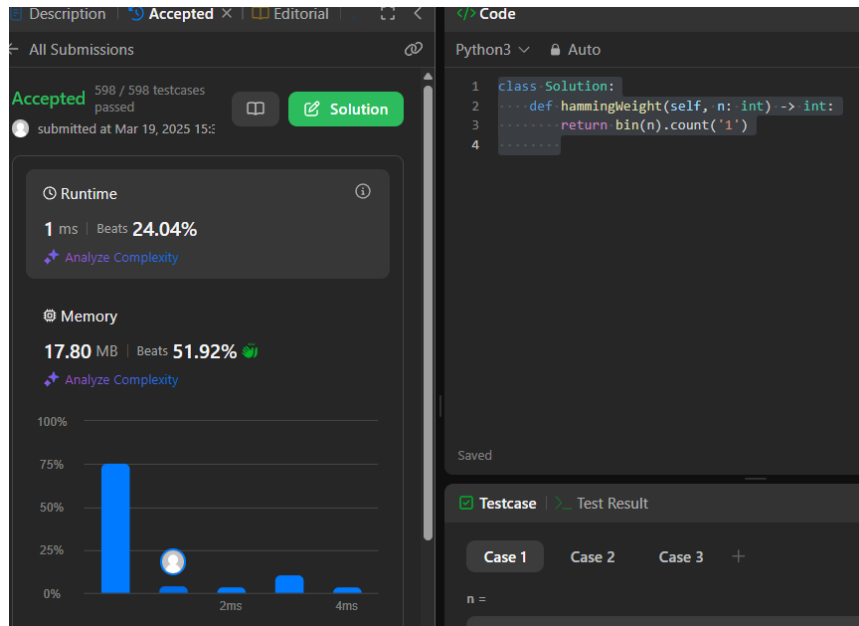 Description
Accepted
Editorial
All Submissions
Accepted
598 / 598 testcases
passed
submitted at Mar 19, 2025 15:
Solution
Runtime
1 ms
Beats 24.04%
Analyze Complexity
Memory
17.80 MB
Beats 51.92%
Analyze Complexity
100%
75%
50%
25%
0%
2ms
4ms
</> Code
Python3
Auto
1 class Solution:
2 def hammingWeight(self, n: int) -> int:
3 return bin(n).count('1')
4
Saved
Testcase
>_ Test Result
Case 1
Case 2
Case 3
+
n =